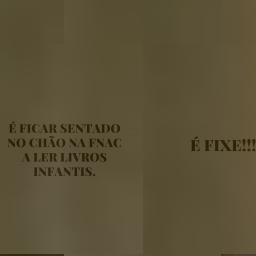 É FICAR SENTADO
NO CHÃO NA FNAC
A LER LIVROS
INFANTIS.
É FIXE!!!